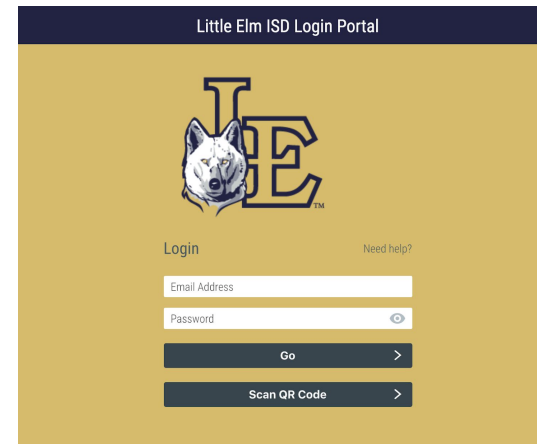 Little Elm ISD Login Portal
LE
TM
Login
Need help?
Email Address
Password
Go
Scan QR Code